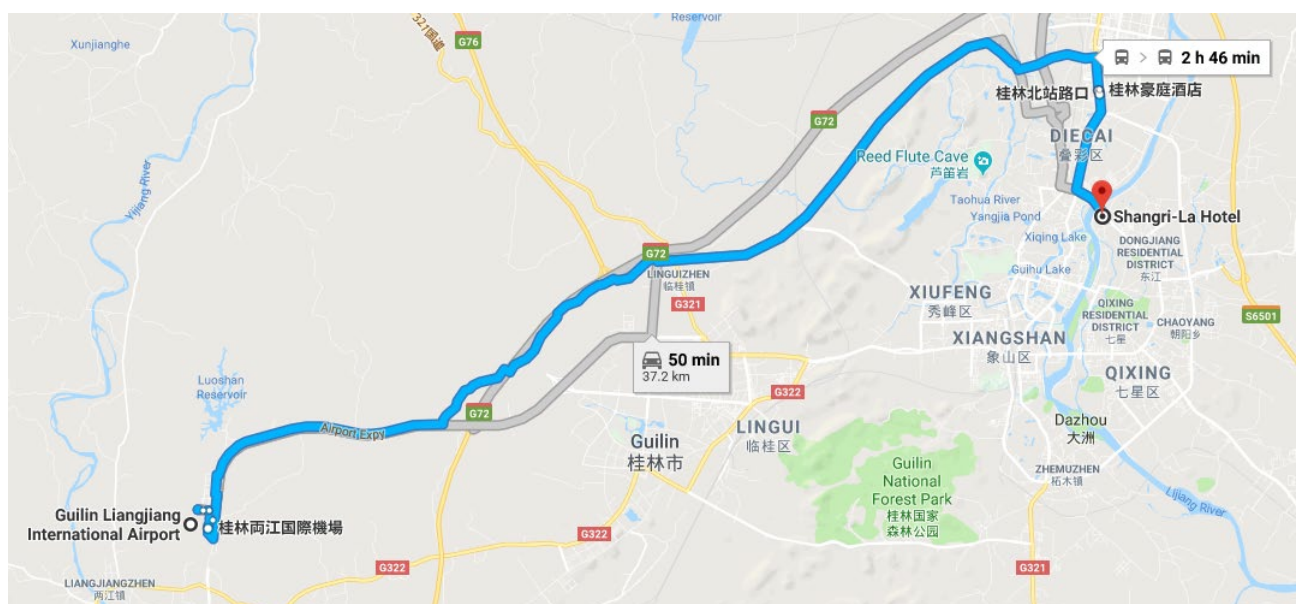 Reservoir
Xunjianghe
321国道
G76
2 h 46 min
桂林北站路口
桂林豪庭酒店
G72
DIECAI
叠彩区
Reed Flute Cave
芦笛岩
Yijiang River
Taohua River
Yangjia Pond
Shangri-La Hotel
Xiqing Lake
DONGJIANG
RESIDENTIAL
DISTRICT
东江
G72
LINGUIZHEN
临桂镇
Guihu Lake
G321
XIUFENG
秀峰区
QIXING
RESIDENTIAL
DISTRICT
七星
CHAOYANG
朝阳乡
S6501
XIANGSHAN
象山区
50 min
37.2 km
QIXING
七星区
Luoshan
Reservoir
G322
G72
Airport Expy
LINGUI
临桂区
Dazhou
大洲
Guilin
桂林市
Guilin
National
Forest Park
桂林国家
森林公园
ZHEMUZHEN
柘木镇
Lijiang River
Guilin Liangjiang
International Airport
桂林両江国際機場
G322
G322
G321
LIANGJIANGZHEN
两江镇